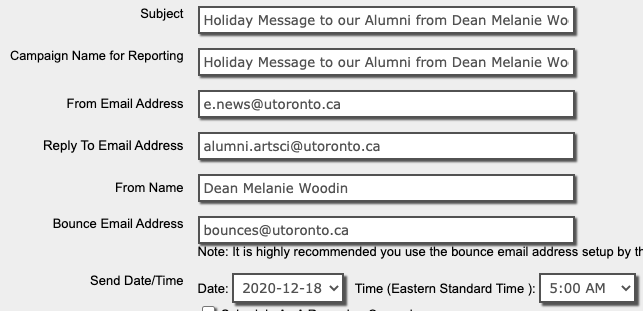 Subject Holiday Message to our Alumni from Dean Melanie Woo
Campaign Name for Reporting Holiday Message to our Alumni from Dean Melanie Woo
From Email Address e.news@utoronto.ca
Reply To Email Address alumni.artsci@utoronto.ca
From Name Dean Melanie Woodin
Bounce Email Address bounces@utoronto.ca
Note: It is highly recommended you use the bounce email address setup by th
Send Date/Time Date: 2020-12-18 Time (Eastern Standard Time ): 5:00 AM